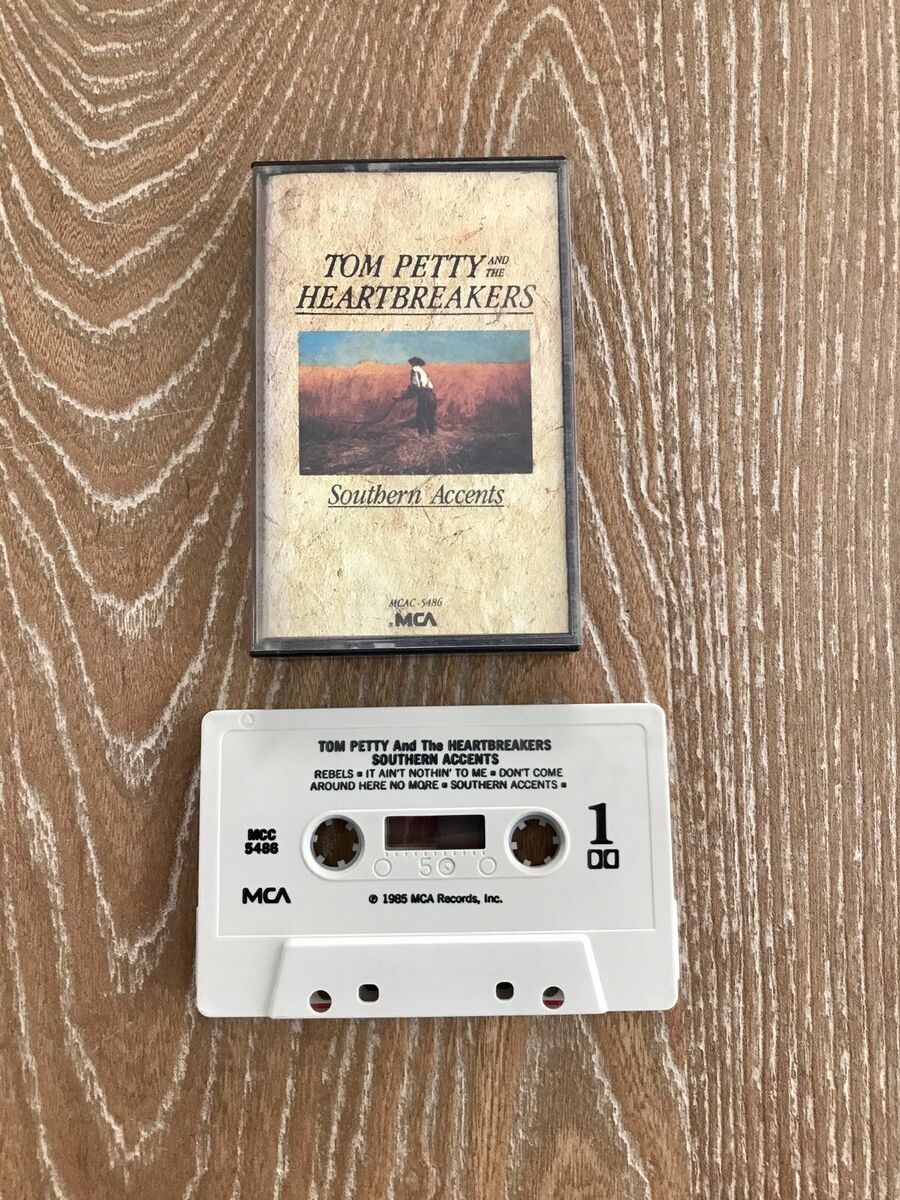 TOM PETTY AND THE
HEARTBREAKERS
Southern Accents
MCAC-5486
MCA
TOM PETTY And The HEARTBREAKERS
SOUTHERN ACCENTS
REBELS ▪ IT AIN'T NOTHIN' TO ME ▪ DON'T COME
AROUND HERE NO MORE ▪ SOUTHERN ACCENTS ▪
MCC
5486
1
50
MCA
℗ 1985 MCA Records, Inc.